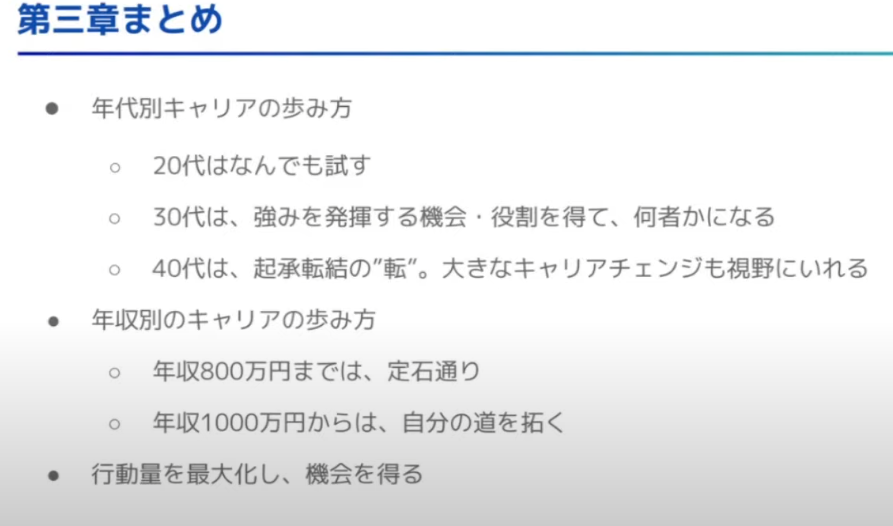 第三章まとめ
● 年代別キャリアの歩み方
○ 20代はなんでも試す
○ 30代は、強みを発揮する機会・役割を得て、何者かになる
○ 40代は、起承転結の”転”。大きなキャリアチェンジも視野にいれる
● 年収別のキャリアの歩み方
○ 年収800万円までは、定石通り
○ 年収1000万円からは、自分の道を拓く
● 行動量を最大化し、機会を得る